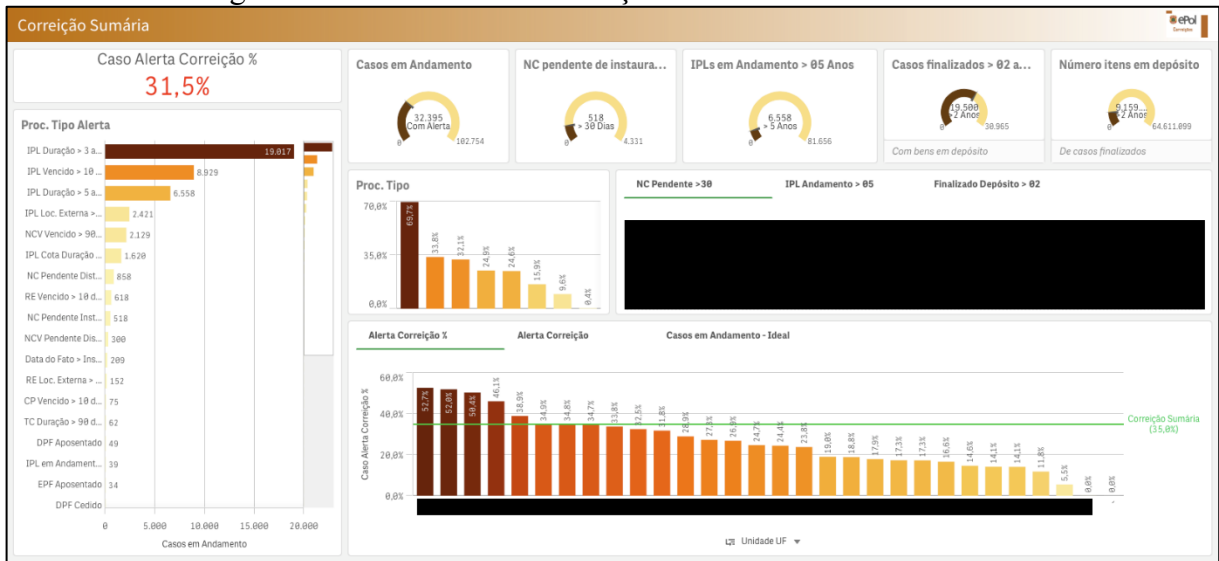 Correição Sumária
ePol
Caso Alerta Correição %
31,5%
Proc. Tipo Alerta
IPL Duração > 3 a... 19.017
IPL Vencido > 10 ... 8.929
IPL Duração > 5 a... 6.558
IPL Loc. Externa >... 2.421
NCV Vencido > 90... 2.129
IPL Cota Duração ... 1.620
NC Pendente Dist... 858
RE Vencido > 10 d... 618
NC Pendente Inst... 518
NCV Pendente Dis... 300
Data do Fato > Ins... 209
RE Loc. Externa > ... 152
CP Vencido > 10 d... 75
TC Duração > 90 d... 62
DPF Aposentado 49
IPL em Andament... 39
EPF Aposentado 34
DPF Cedido
0 5.000 10.000 15.000 20.000
Casos em Andamento
Casos em Andamento
32.395
Com Alerta
0 102.754
NC pendente de instaura...
518
> 30 Dias
0 4.331
IPLs em Andamento > 05 Anos
6.558
> 5 Anos
0 81.656
Casos finalizados > 02 a...
19.500
>2 Anos
0 30.965
Com bens em depósito
Número itens em depósito
9.159...
>2 Anos
0 64.611.099
De casos finalizados
Proc. Tipo
70,0%
35,0%
0,0%
69,7% 33,8% 32,1% 24,9% 24,6% 15,9% 9,6% 0,4%
NC Pendente >30 IPL Andamento > 05 Finalizado Depósito > 02
Alerta Correição % Alerta Correição Casos em Andamento - Ideal
Caso Alerta Correição %
60,0%
40,0%
20,0%
0,0%
52,7% 52,0% 50,4% 46,1% 38,9% 34,9% 34,8% 34,7% 33,8% 32,5% 31,8% 28,9% 27,3% 26,9% 24,7% 24,4% 23,8% 19,0% 18,8% 17,9% 17,3% 17,3% 16,6% 14,6% 14,1% 14,1% 11,8% 5,5% 0,0% 0,0%
Correição Sumária
(35,0%)
-
Unidade UF